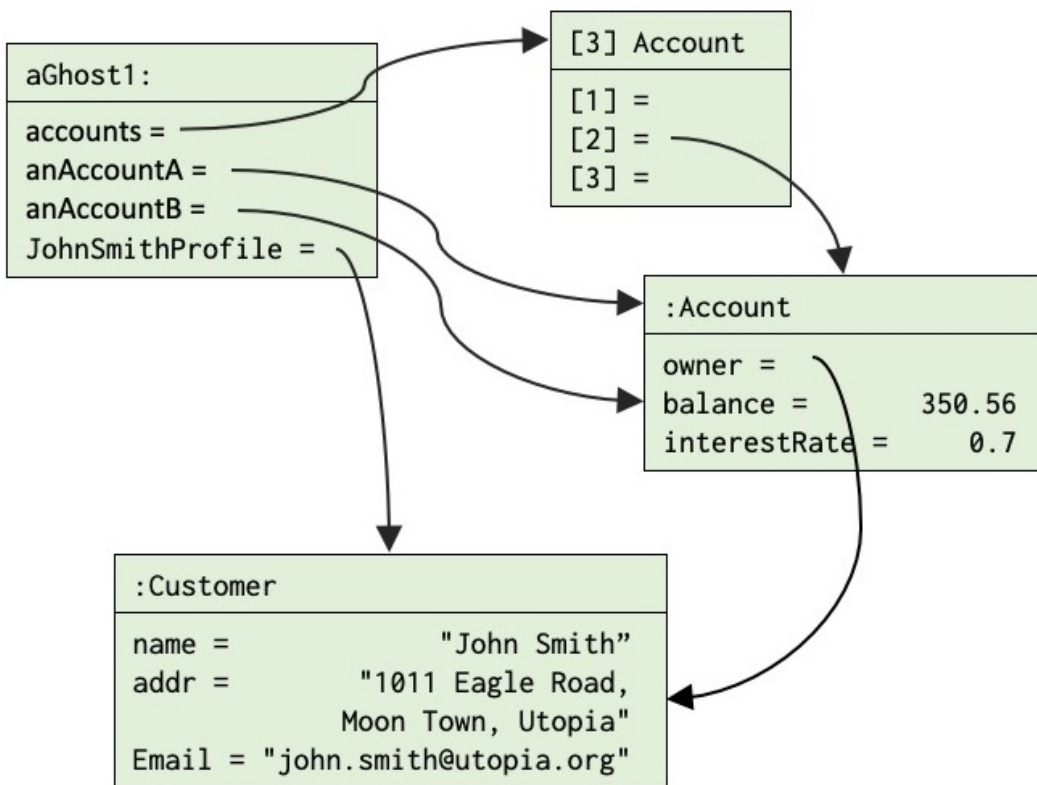 aGhost1:
accounts =
anAccountA =
anAccountB =
JohnSmithProfile =
[3] Account
[1] =
[2] =
[3] =
:Account
owner =
balance = 350.56
interestRate = 0.7
:Customer
name = "John Smith”
addr = "1011 Eagle Road,
Moon Town, Utopia"
Email = "john.smith@utopia.org"